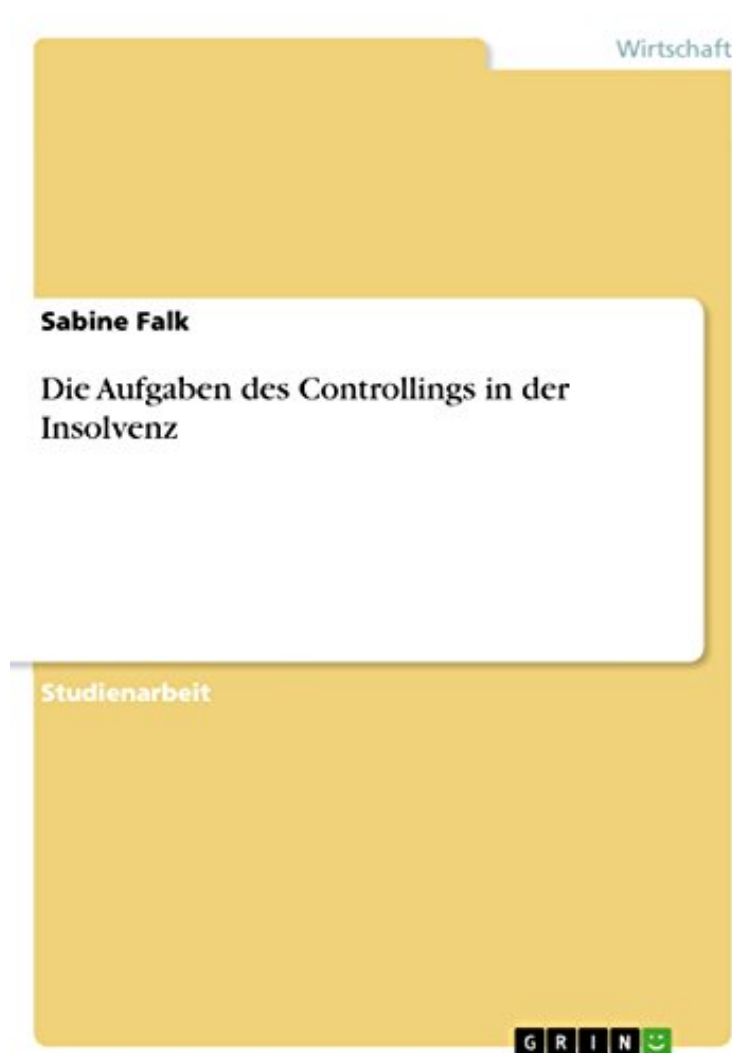 Wirtschaft
Sabine Falk
Die Aufgaben des Controllings in der
Insolvenz
Studienarbeit
GRIN